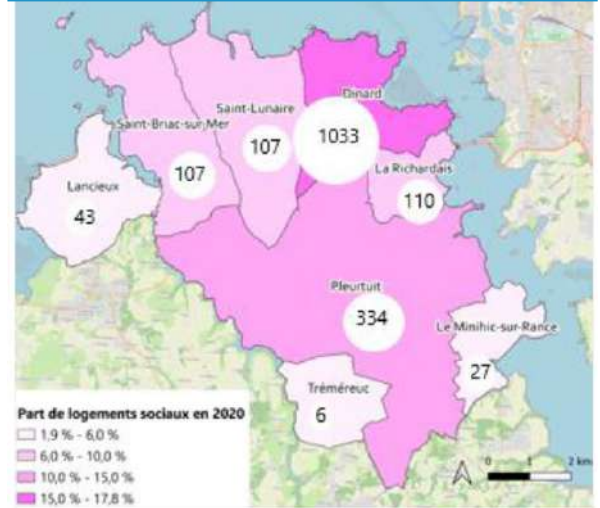 Dinard
Saint-Lunaire
Saint-Briac-sur-Mer
1033
107
107
La Richardais
Lancieux
110
43
Pleurtuit
334
Le Minihic-sur-Rance
27
Tréméreuc
6
Part de logements sociaux en 2020
1,9 % - 6,0 %
6,0 % - 10,0 %
10,0 % - 15,0 %
15,0 % - 17,8 %
0 1 2 km